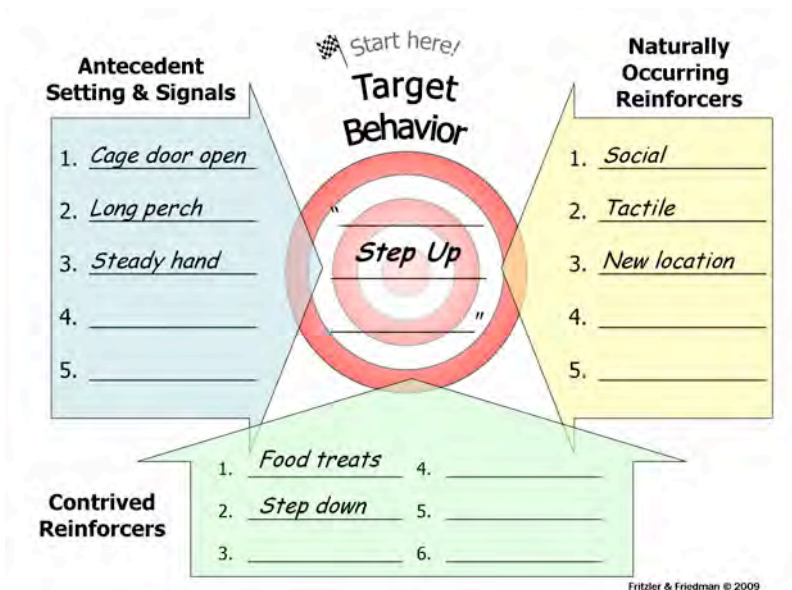 Start here!
Target
Behavior
Antecedent
Setting & Signals
1. Cage door open
2. Long perch
3. Steady hand
4.
5.
"
Step Up
"
Naturally
Occurring
Reinforcers
1. Social
2. Tactile
3. New location
4.
5.
Contrived
Reinforcers
1. Food treats
2. Step down
3.
4.
5.
6.
Fritzler & Friedman © 2009